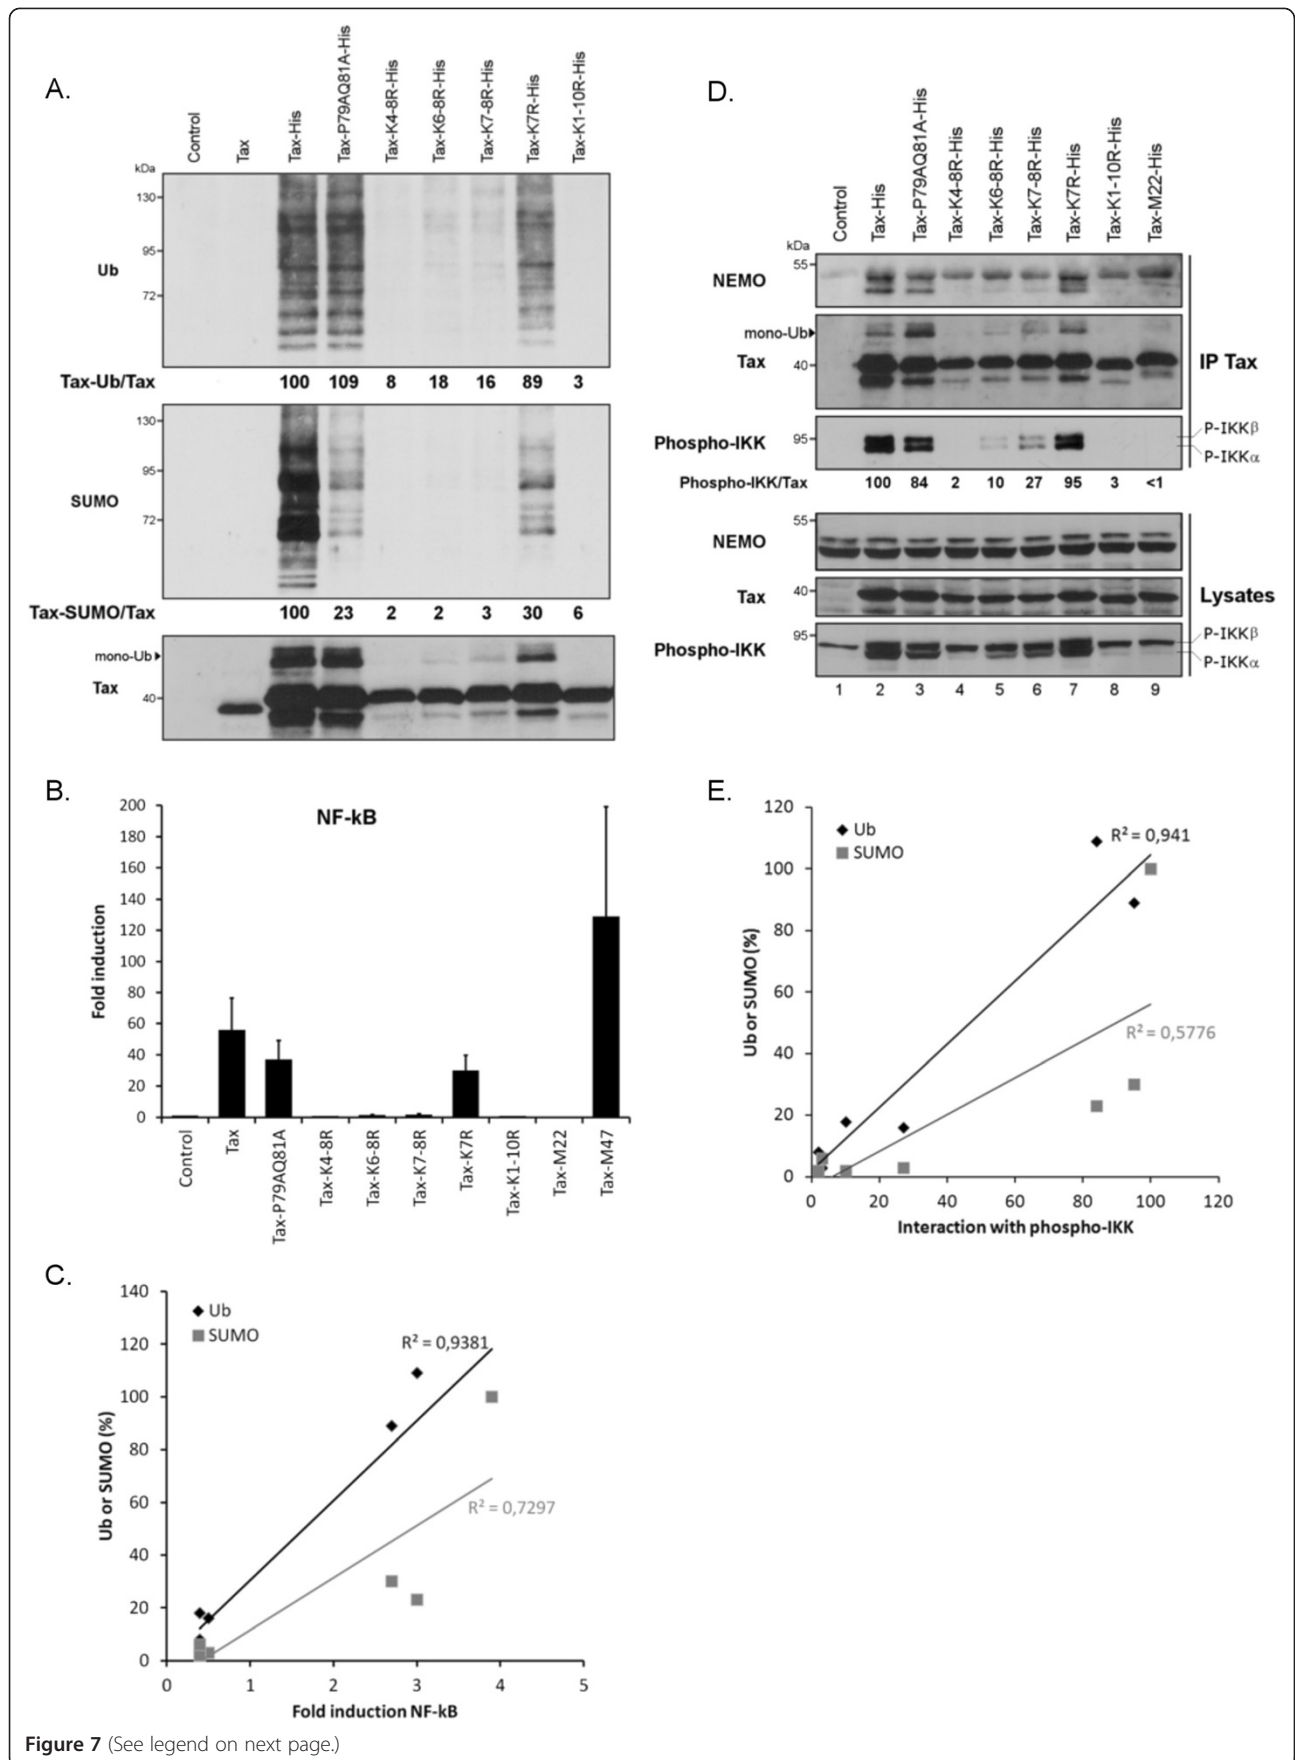 A.
Control
Tax
Tax-His
Tax-P79AQ81A-His
Tax-K4-8R-His
Tax-K6-8R-His
Tax-K7-8R-His
Tax-K7R-His
Tax-K1-10R-His
kDa
130
95
72
Ub
Tax-Ub/Tax 100 109 8 18 16 89 3
130
95
72
SUMO
Tax-SUMO/Tax 100 23 2 2 3 30 6
mono-Ub
Tax
40
D.
Control
Tax-His
Tax-P79AQ81A-His
Tax-K4-8R-His
Tax-K6-8R-His
Tax-K7-8R-His
Tax-K7R-His
Tax-K1-10R-His
Tax-M22-His
kDa
55
NEMO
mono-Ub
Tax
40
IP Tax
Phospho-IKK
95
P-IKKβ
P-IKKα
Phospho-IKK/Tax 100 84 2 10 27 95 3 <1
55
NEMO
Tax
40
Lysates
95
Phospho-IKK
P-IKKβ
P-IKKα
1 2 3 4 5 6 7 8 9
B.
NF-kB
Fold induction
200
180
160
140
120
100
80
60
40
20
0
Control
Tax
Tax-P79AQ81A
Tax-K4-8R
Tax-K6-8R
Tax-K7-8R
Tax-K7R
Tax-K1-10R
Tax-M22
Tax-M47
E.
Ub or SUMO (%)
120
100
80
60
40
20
0
Ub
SUMO
R² = 0,941
R² = 0,5776
0 20 40 60 80 100 120
Interaction with phospho-IKK
C.
Ub or SUMO (%)
140
120
100
80
60
40
20
0
Ub
SUMO
R² = 0,9381
R² = 0,7297
0 1 2 3 4 5
Fold induction NF-kB
Figure 7 (See legend on next page.)